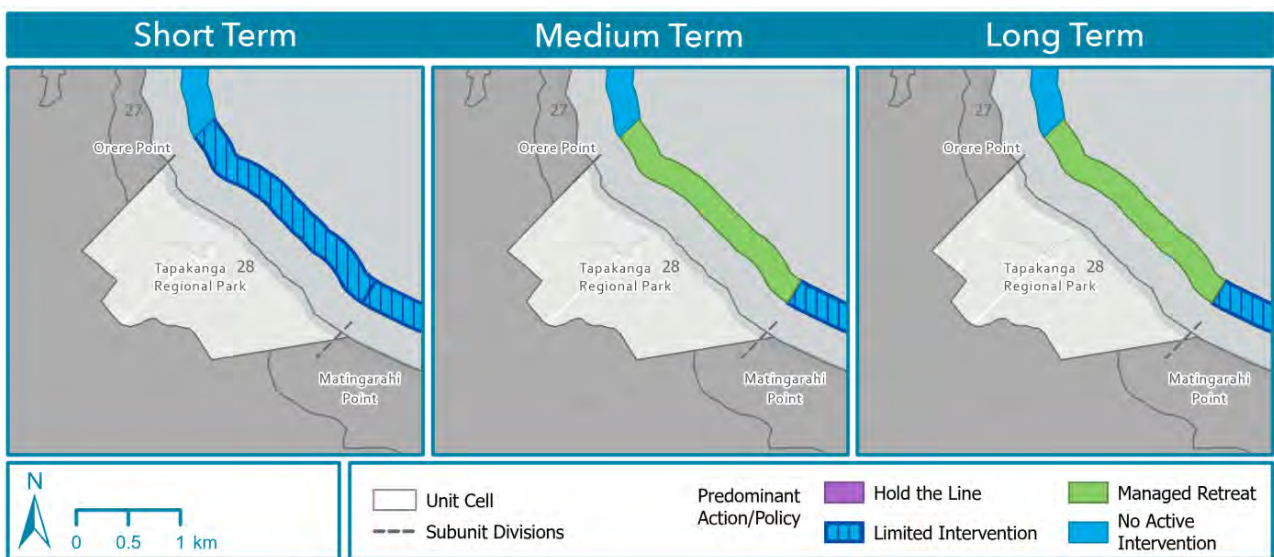 Short Term
Medium Term
Long Term
27
Orere Point
Tapakanga 28
Regional Park
Matingarahi
Point
27
Orere Point
Tapakanga 28
Regional Park
Matingarahi
Point
27
Orere Point
Tapakanga 28
Regional Park
Matingarahi
Point
N
0 0.5 1 km
Unit Cell
Subunit Divisions
Predominant
Action/Policy
Hold the Line
Limited Intervention
Managed Retreat
No Active
Intervention